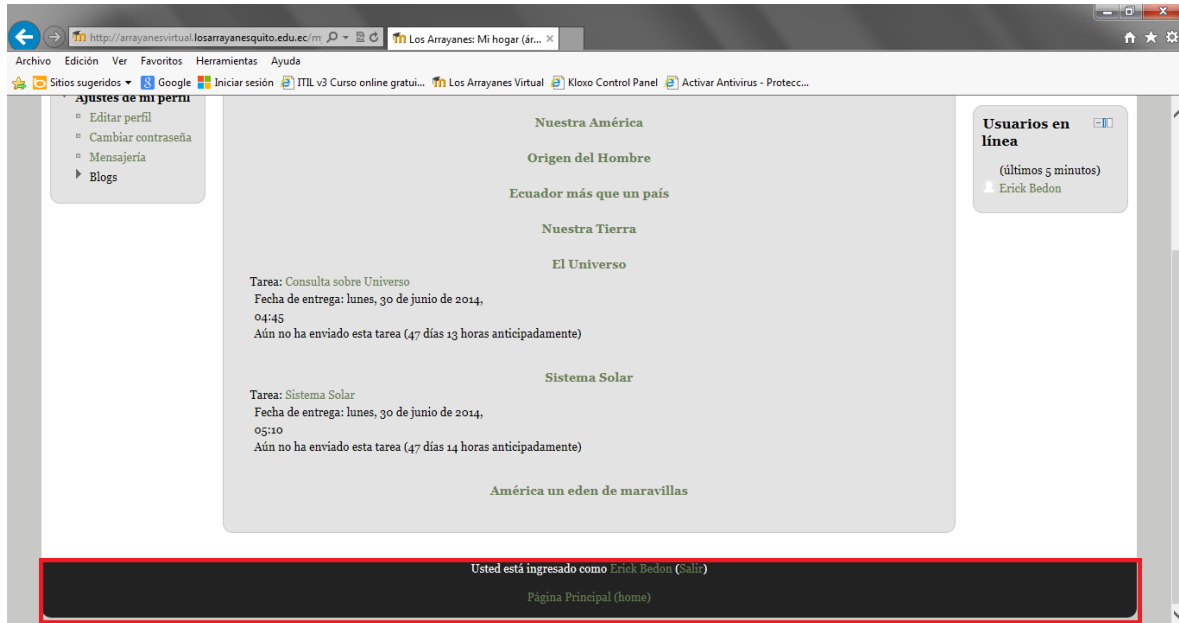 http://arrayanesvirtual.losarrayanesquito.edu.ec/m
Los Arrayanes: Mi hogar (ár...
Archivo Edición Ver Favoritos Herramientas Ayuda
Sitios sugeridos Google Iniciar sesión ITIL v3 Curso online gratui... Los Arrayanes Virtual Kloxo Control Panel Activar Antivirus - Protecc...
Ajustes de mi perfil
Editar perfil
Cambiar contraseña
Mensajería
Blogs
Nuestra América
Origen del Hombre
Ecuador más que un país
Nuestra Tierra
El Universo
Tarea: Consulta sobre Universo
Fecha de entrega: lunes, 30 de junio de 2014,
04:45
Aún no ha enviado esta tarea (47 días 13 horas anticipadamente)
Sistema Solar
Tarea: Sistema Solar
Fecha de entrega: lunes, 30 de junio de 2014,
05:10
Aún no ha enviado esta tarea (47 días 14 horas anticipadamente)
América un eden de maravillas
Usuarios en
línea
(últimos 5 minutos)
Erick Bedon
Usted está ingresado como Erick Bedon (Salir)
Página Principal (home)